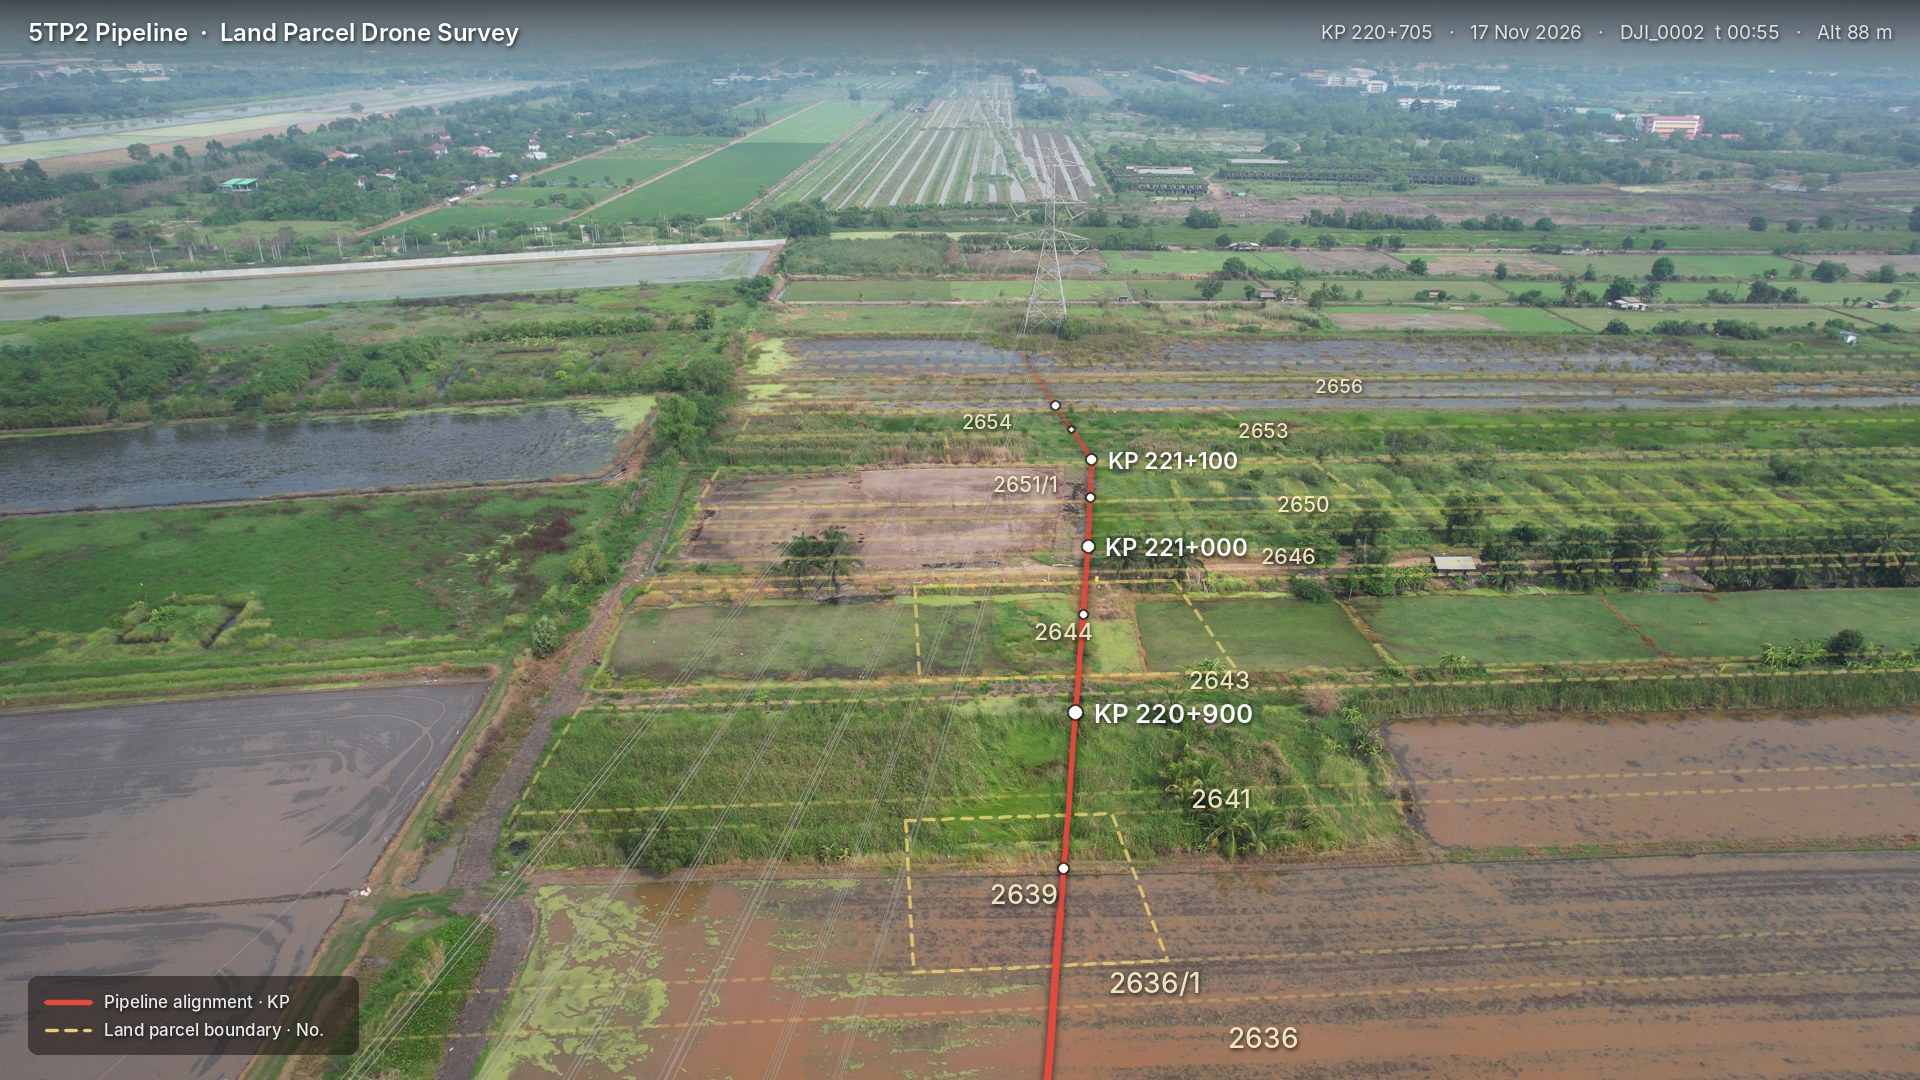 5TP2 Pipeline · Land Parcel Drone Survey
KP 220+705 · 17 Nov 2026 · DJI_0002 t 00:55 · Alt 88 m
2656
2654
2653
KP 221+100
2651/1
2650
KP 221+000
2646
2644
2643
KP 220+900
2641
2639
2636/1
2636
Pipeline alignment · KP
Land parcel boundary · No.